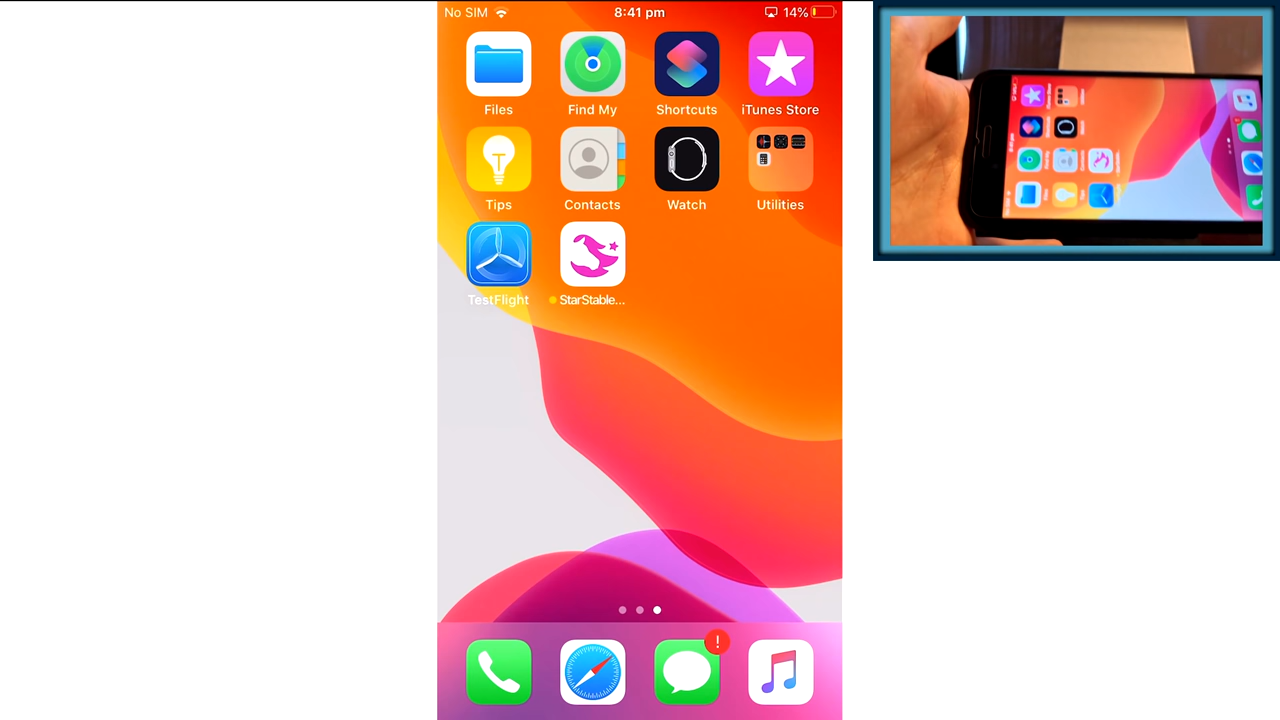 No SIM 8:41 pm 14%
Files Find My Shortcuts iTunes Store
Tips Contacts Watch Utilities
TestFlight StarStable...
!